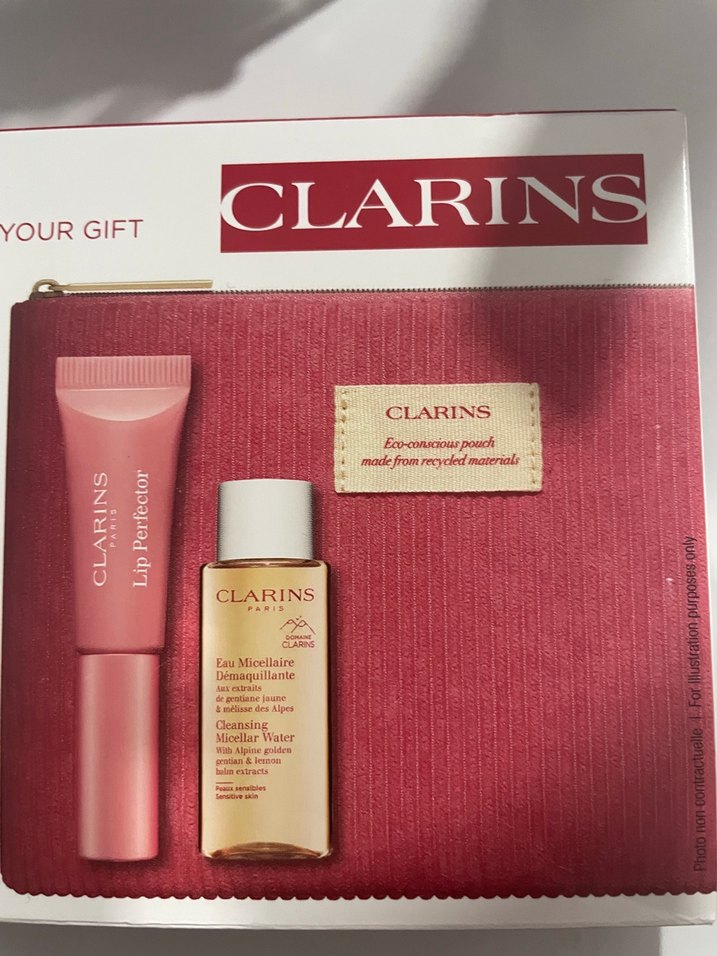 YOUR GIFT
CLARINS
CLARINS
Eco-conscious pouch
made from recycled materials
CLARINS
PARIS
Lip Perfector
CLARINS
PARIS
DOMAINE
CLARINS
Eau Micellaire
Démaquillante
Aux extraits
de gentiane jaune
& mélisse des Alpes
Cleansing
Micellar Water
With Alpine golden
gentian & lemon
balm extracts
Peaux sensibles
Sensitive skin
Photo non contractuelle | For illustration purposes only